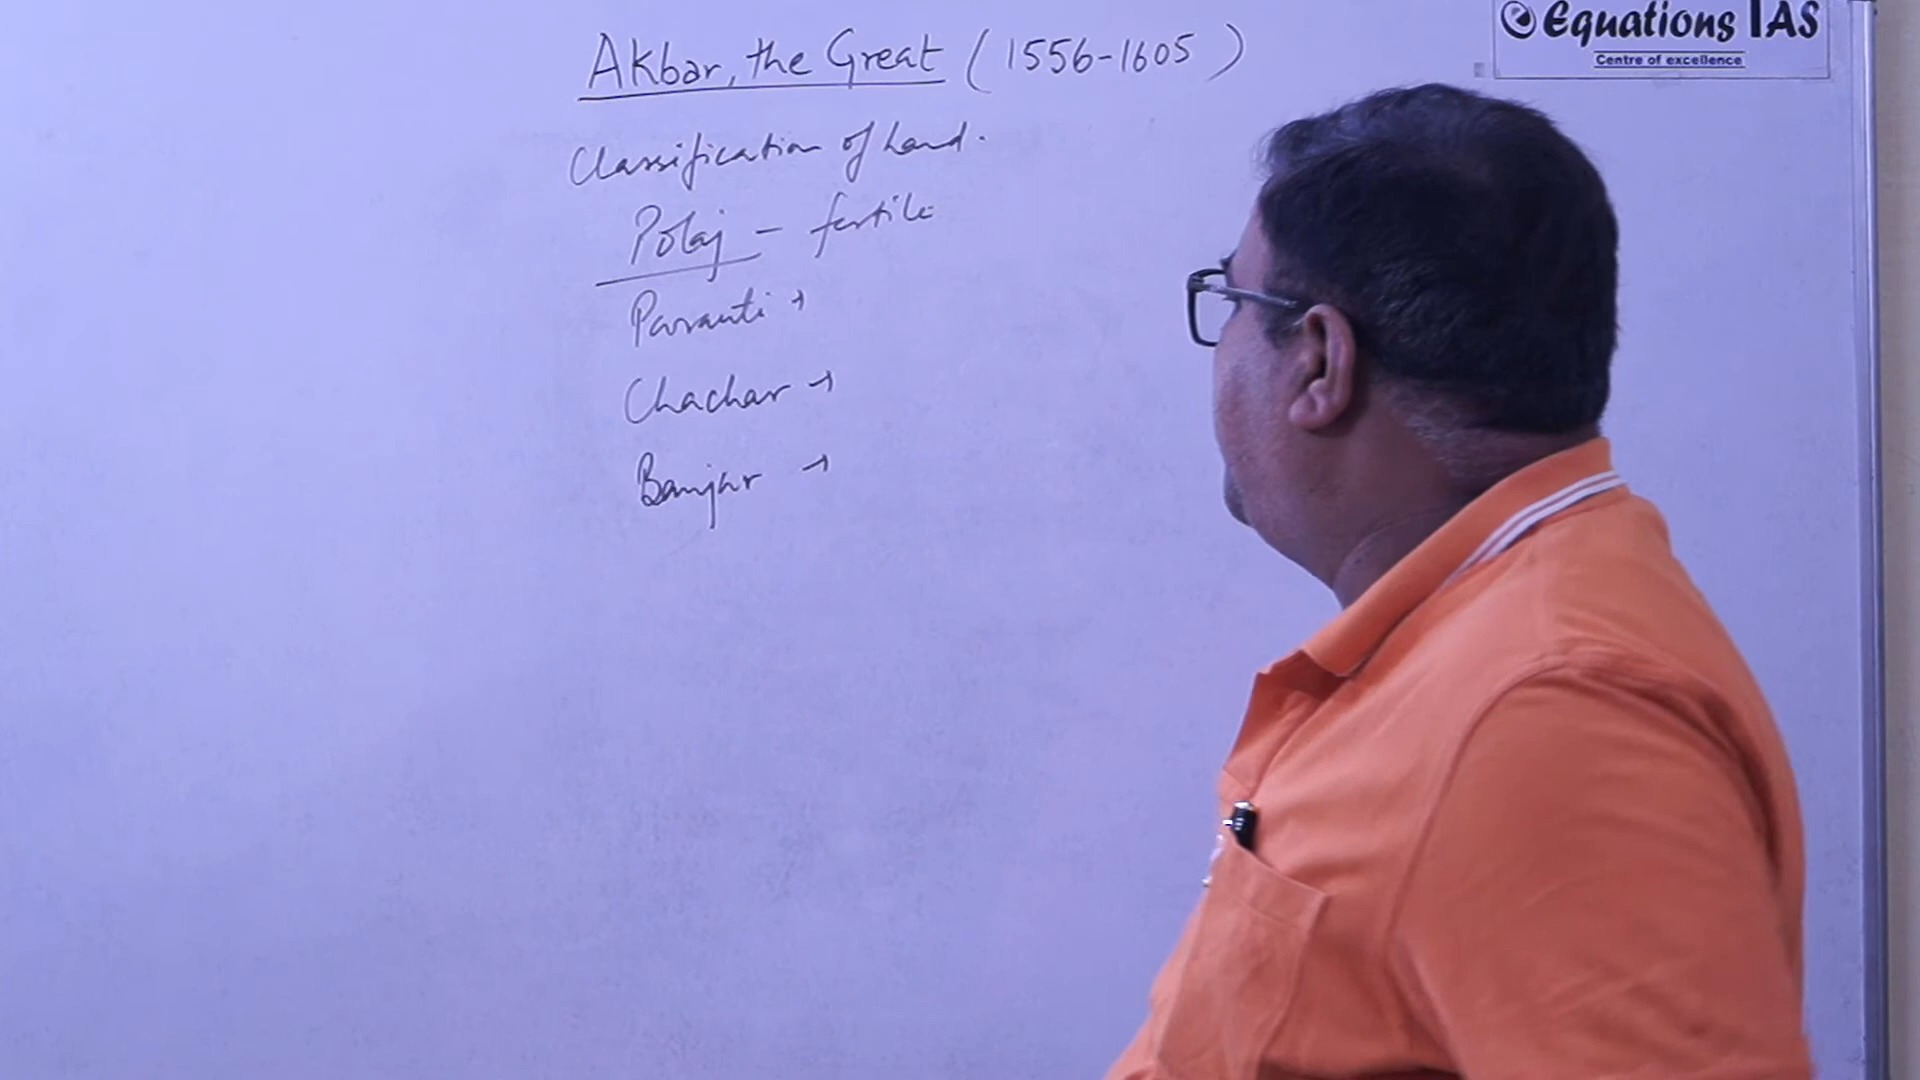 Equations IAS
Centre of excellence
Akbar, the Great (1556-1605)
Classification of Land.
Polaj - fertile
Parauti →
Chachar →
Banjar →